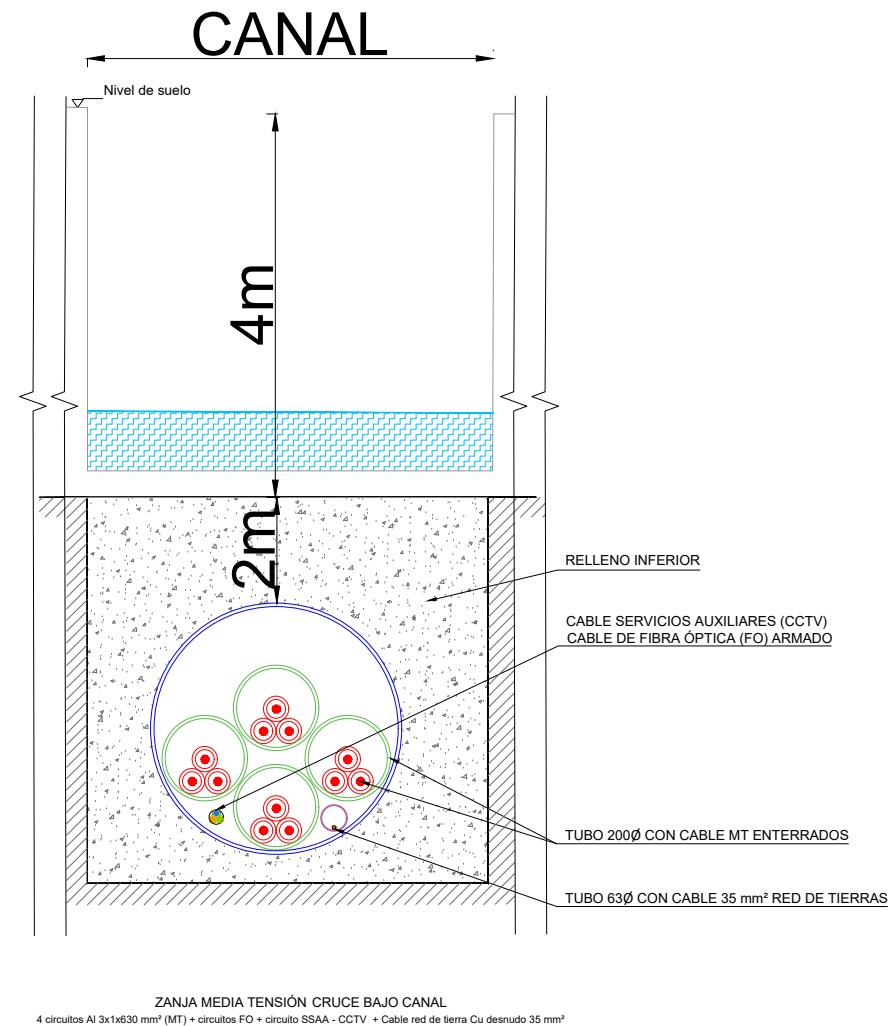 CANAL
Nivel de suelo
4m
2m
RELLENO INFERIOR
CABLE SERVICIOS AUXILIARES (CCTV)
CABLE DE FIBRA ÓPTICA (FO) ARMADO
TUBO 200Ø CON CABLE MT ENTERRADOS
TUBO 63Ø CON CABLE 35 mm² RED DE TIERRAS
ZANJA MEDIA TENSIÓN CRUCE BAJO CANAL
4 circuitos Al 3x1x630 mm² (MT) + circuitos FO + circuito SSAA - CCTV + Cable red de tierra Cu desnudo 35 mm²